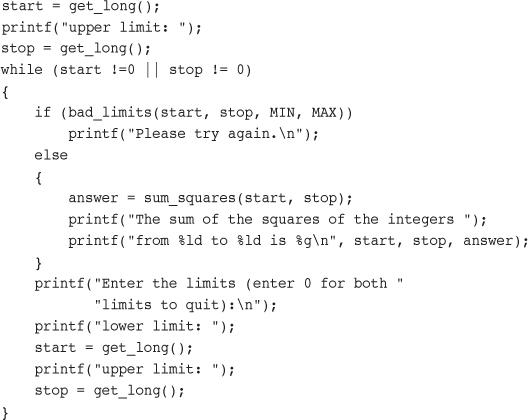 start = get_long();
printf("upper limit: ");
stop = get_long();
while (start !=0 || stop != 0)
{
    if (bad_limits(start, stop, MIN, MAX))
        printf("Please try again.\n");
    else
    {
        answer = sum_squares(start, stop);
        printf("The sum of the squares of the integers ");
        printf("from %ld to %ld is %g\n", start, stop, answer);
    }
    printf("Enter the limits (enter 0 for both "
           "limits to quit):\n");
    printf("lower limit: ");
    start = get_long();
    printf("upper limit: ");
    stop = get_long();
}